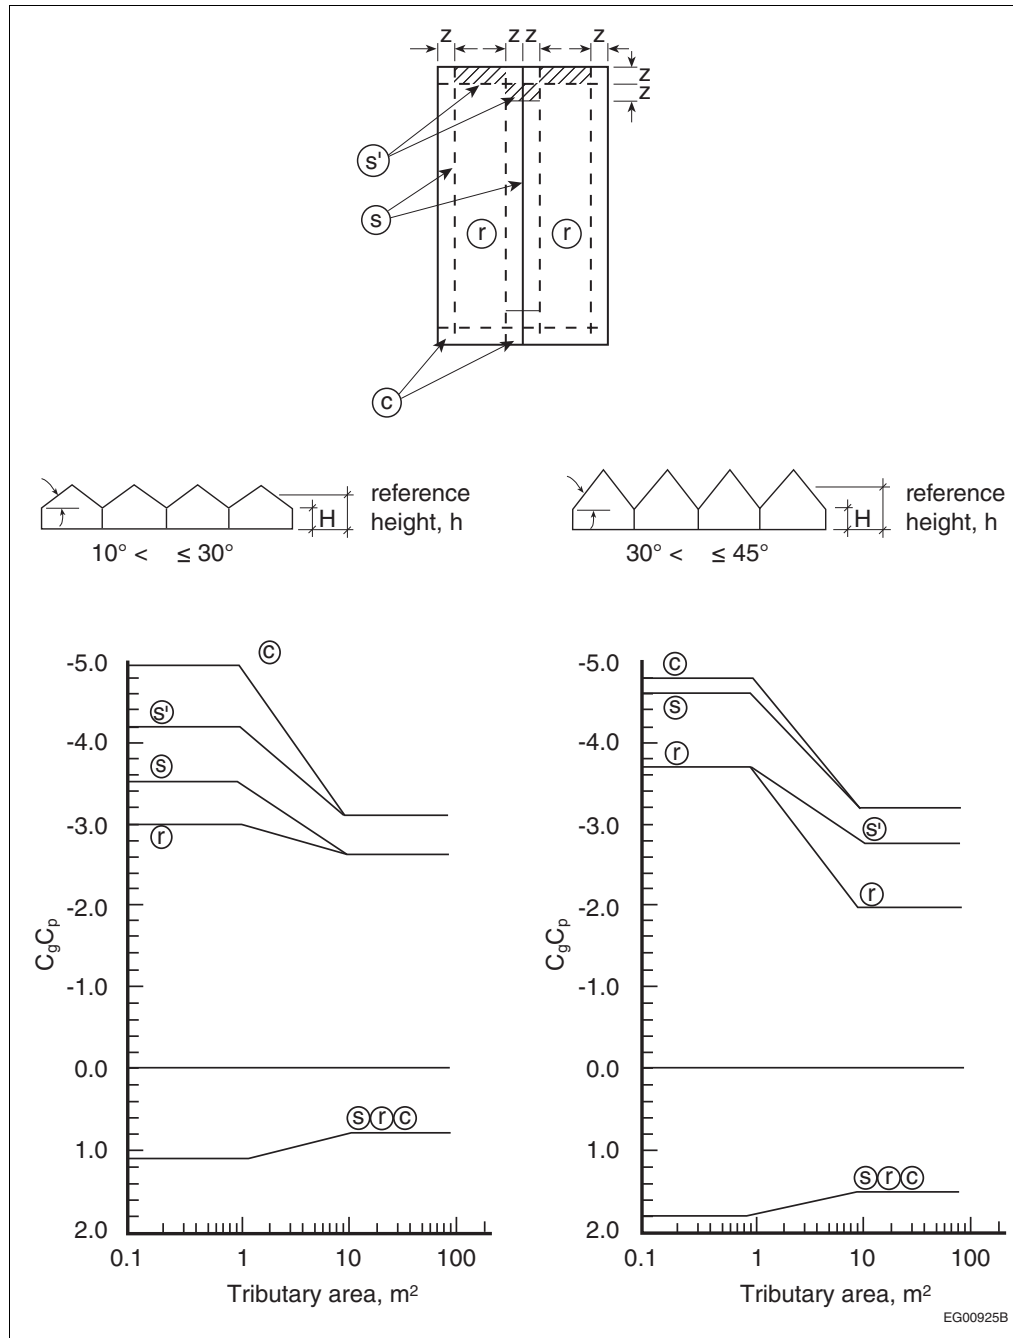 z z z z
z
z
s'
s
r r
c
reference
height, h
H
10° < ≤ 30°
reference
height, h
H
30° < ≤ 45°
-5.0
-4.0
-3.0
-2.0
-1.0
0.0
1.0
2.0
CgCp
c
s'
s
r
s r c
0.1 1 10 100
Tributary area, m²
-5.0
-4.0
-3.0
-2.0
-1.0
0.0
1.0
2.0
CgCp
c
s
r
s'
r
s r c
0.1 1 10 100
Tributary area, m²
EG00925B